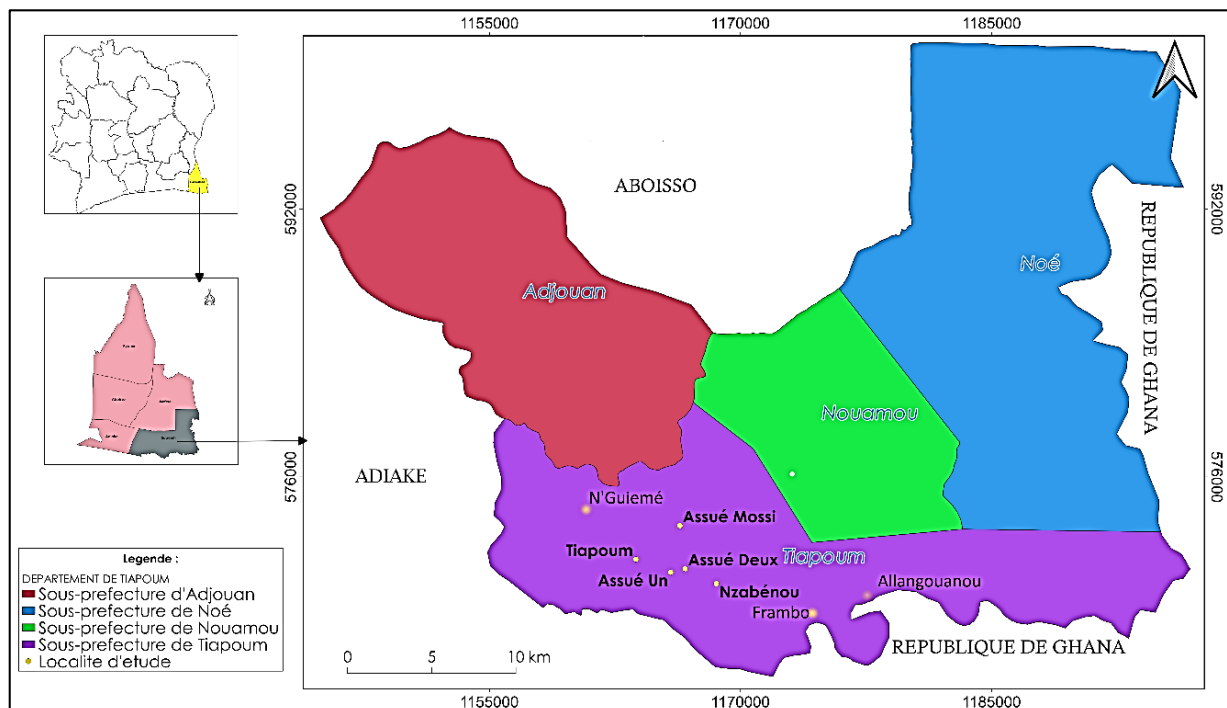 1155000
1170000
1185000
ABOISSO
592000
592000
REPUBLIQUE DE GHANA
Noé
Adjouan
Nouamou
ADIAKE
576000
576000
N'Guiemé
Assué Mossi
Tiapoum
Tiapoum
Assué Deux
Assué Un
Nzabénou
Allangouanou
Frambo
REPUBLIQUE DE GHANA
Legende :
DEPARTEMENT DE TIAPOUM
Sous-prefecture d'Adjouan
Sous-prefecture de Noé
Sous-prefecture de Nouamou
Sous-prefecture de Tiapoum
Localite d'etude
0 5 10 km
1155000
1170000
1185000